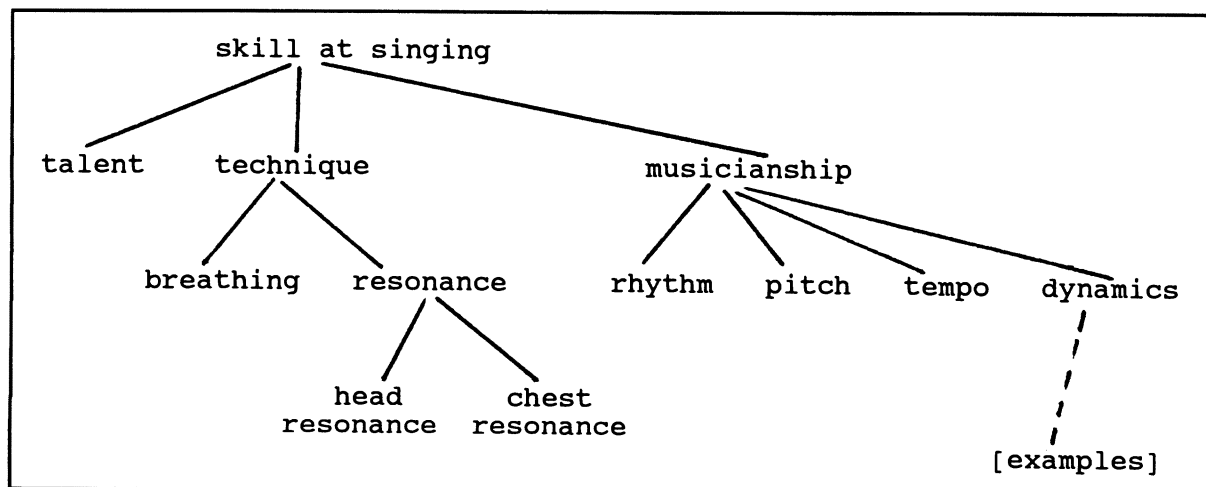 skill at singing
talent technique musicianship
breathing resonance rhythm pitch tempo dynamics
head resonance chest resonance
[examples]